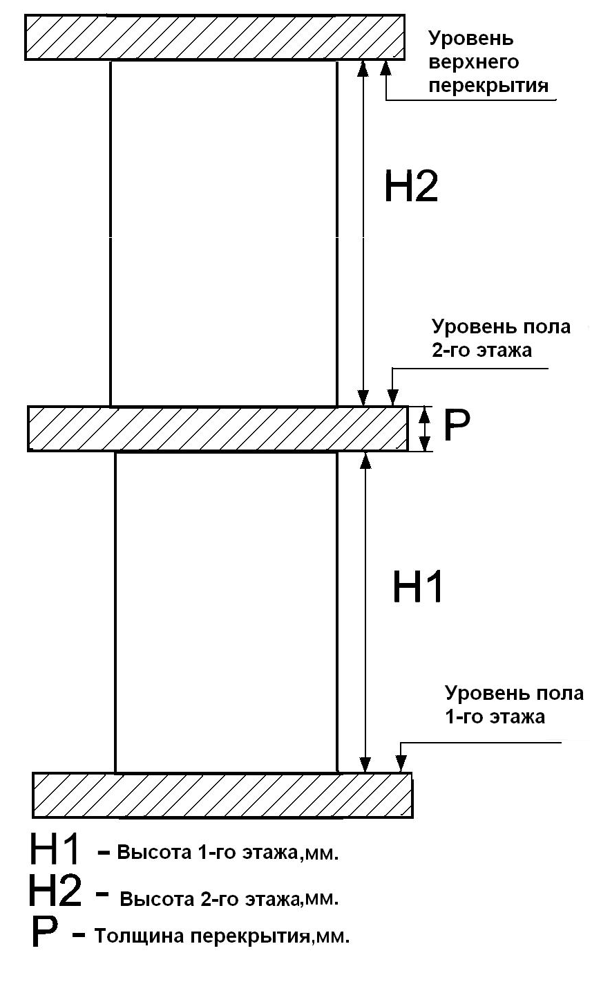 Уровень
верхнего
перекрытия
H2
Уровень пола
2-го этажа
P
H1
Уровень пола
1-го этажа
H1 - Высота 1-го этажа,мм.
H2 - Высота 2-го этажа,мм.
P - Толщина перекрытия,мм.